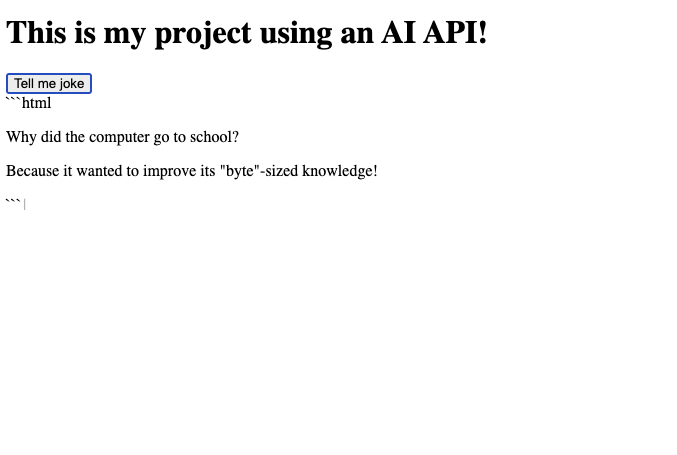 This is my project using an AI API!
Tell me joke
```html
Why did the computer go to school?
Because it wanted to improve its "byte"-sized knowledge!
```|